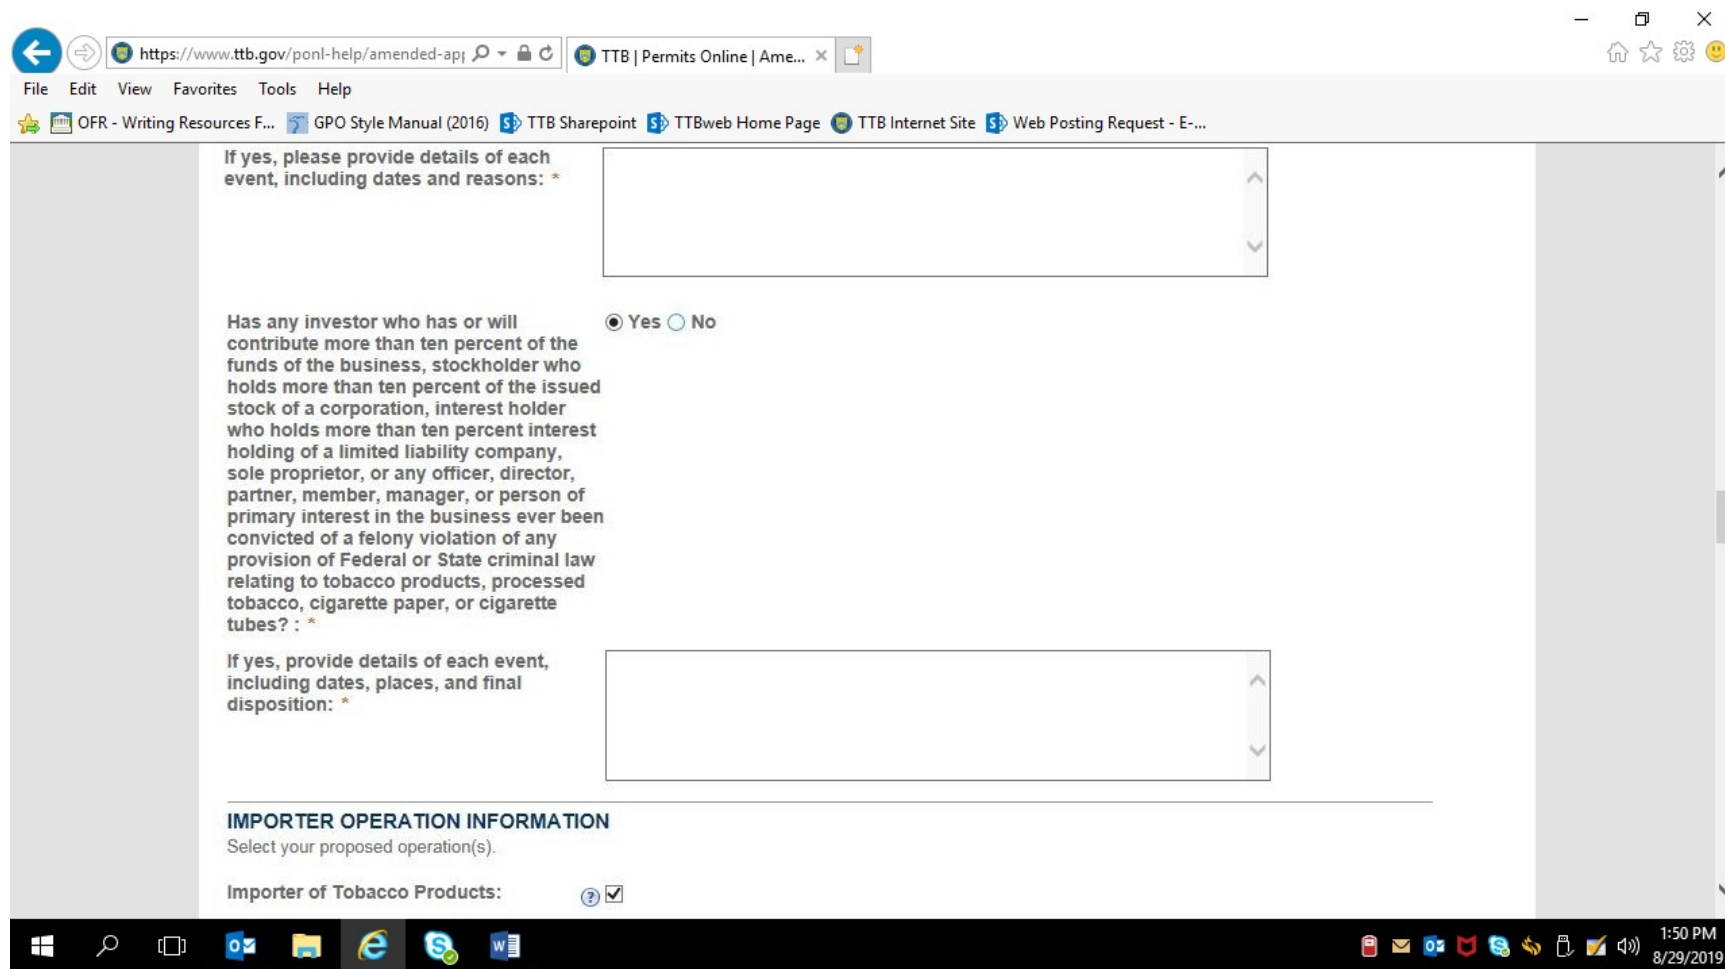 https://www.ttb.gov/ponl-help/amended-ap
TTB | Permits Online | Ame...
File Edit View Favorites Tools Help
OFR - Writing Resources F... GPO Style Manual (2016) TTB Sharepoint TTBweb Home Page TTB Internet Site Web Posting Request - E-...
If yes, please provide details of each
event, including dates and reasons: *
Has any investor who has or will
contribute more than ten percent of the
funds of the business, stockholder who
holds more than ten percent of the issued
stock of a corporation, interest holder
who holds more than ten percent interest
holding of a limited liability company,
sole proprietor, or any officer, director,
partner, member, manager, or person of
primary interest in the business ever been
convicted of a felony violation of any
provision of Federal or State criminal law
relating to tobacco products, processed
tobacco, cigarette paper, or cigarette
tubes? : *
Yes No
If yes, provide details of each event,
including dates, places, and final
disposition: *
IMPORTER OPERATION INFORMATION
Select your proposed operation(s).
Importer of Tobacco Products:
1:50 PM
8/29/2019